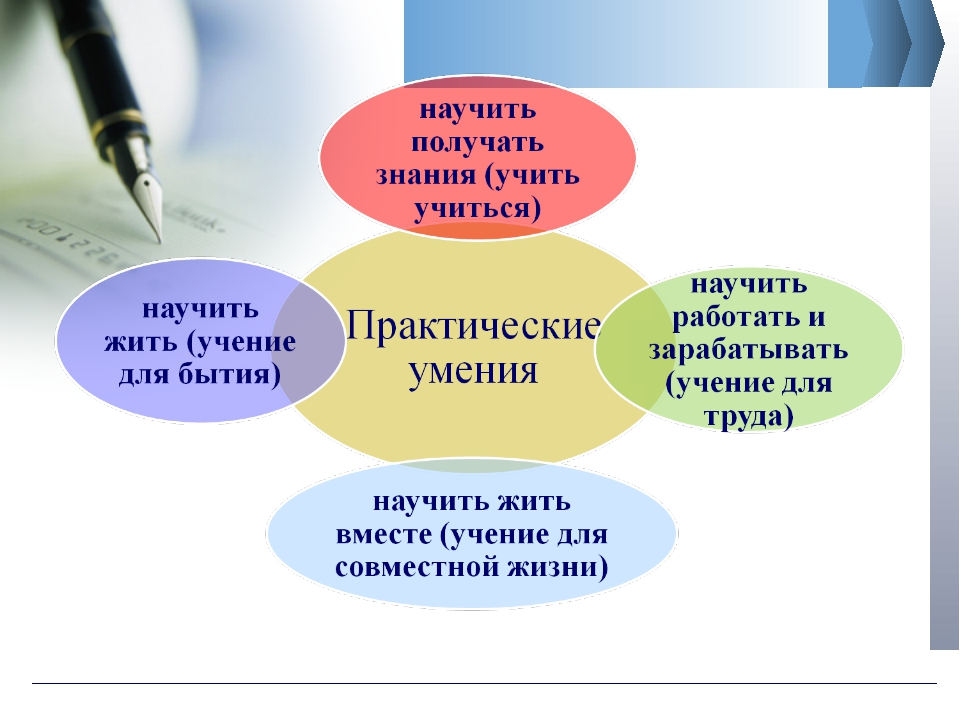 научить
получать
знания (учить
учиться)
научить
жить (учение
для бытия)
Практические
умения
научить
работать и
зарабатывать
(учение для
труда)
научить жить
вместе (учение для
совместной жизни)